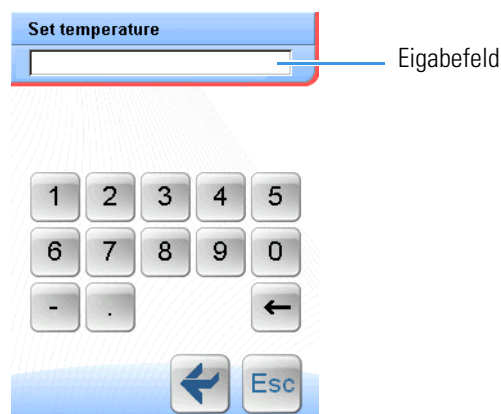 Set temperature
Eigabefeld
1 2 3 4 5
6 7 8 9 0
- . ←
Esc